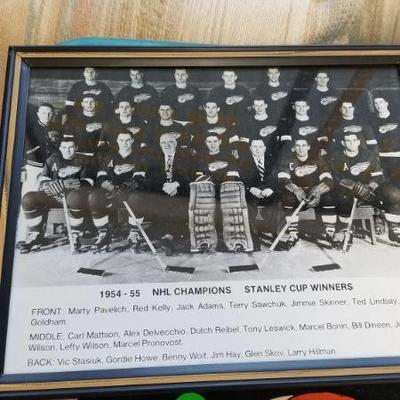 1954 - 55 NHL CHAMPIONS STANLEY CUP WINNERS
FRONT: Marty Pavelich, Red Kelly, Jack Adams, Terry Sawchuk, Jimmie Skinner, Ted Lindsay,
Goldham.
MIDDLE: Carl Mattson, Alex Delvecchio, Dutch Reibel, Tony Leswick, Marcel Bonin, Bill Dineen,
Wilson, Lefty Wilson, Marcel Pronovost.
BACK: Vic Stasiuk, Gordie Howe, Benny Woit, Jim Hay, Glen Skov, Larry Hillman